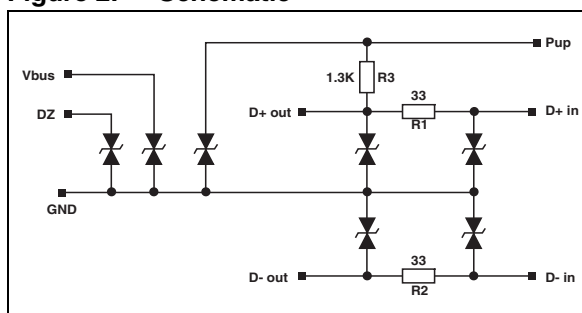 Figure 2. Schematic
Pup
Vbus
1.3K R3
33
DZ
D+ out
D+ in
R1
GND
33
D- out
D- in
R2